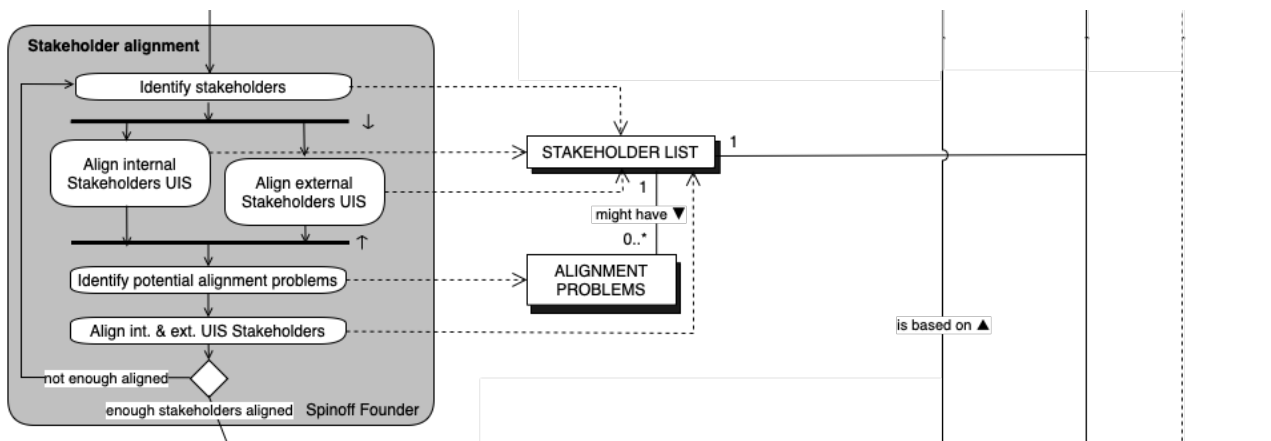 Stakeholder alignment
Identify stakeholders
Align internal
Stakeholders UIS
Align external
Stakeholders UIS
Identify potential alignment problems
Align int. & ext. UIS Stakeholders
not enough aligned
enough stakeholders aligned
Spinoff Founder
STAKEHOLDER LIST
1
1
might have ▼
0..*
ALIGNMENT
PROBLEMS
is based on ▲